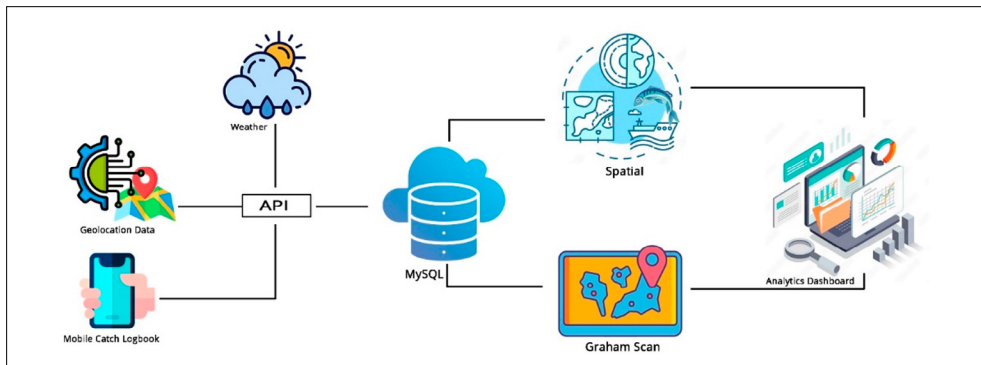 Weather
API
Geolocation Data
Mobile Catch Logbook
MySQL
Spatial
Graham Scan
Analytics Dashboard